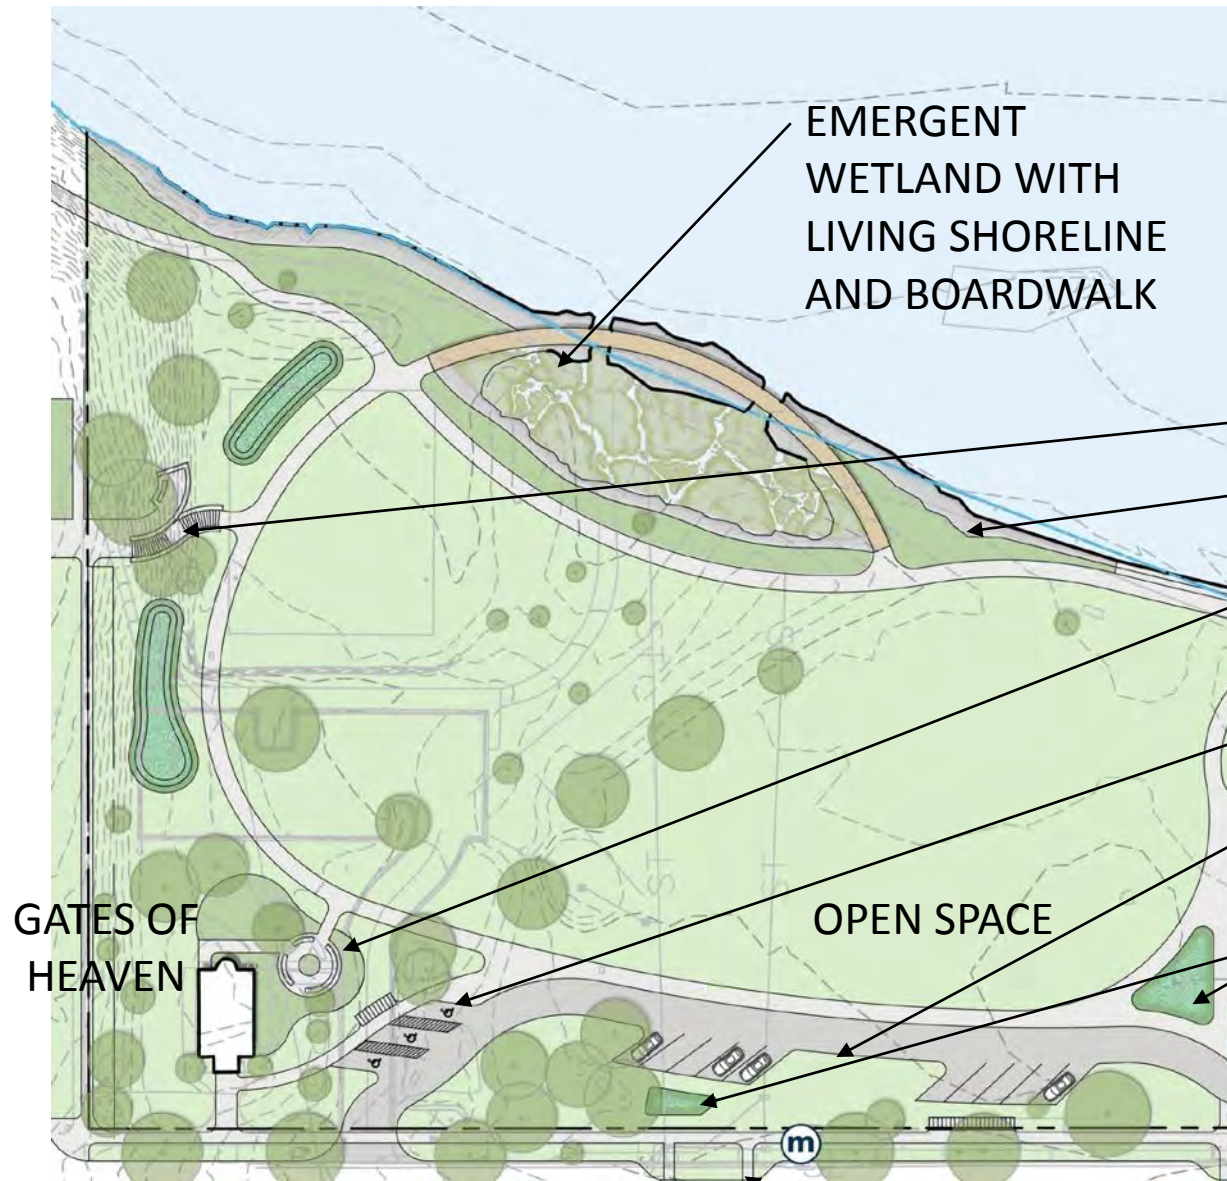 EMERGENT
WETLAND WITH
LIVING SHORELINE
AND BOARDWALK
GATES OF
HEAVEN
OPEN SPACE
m